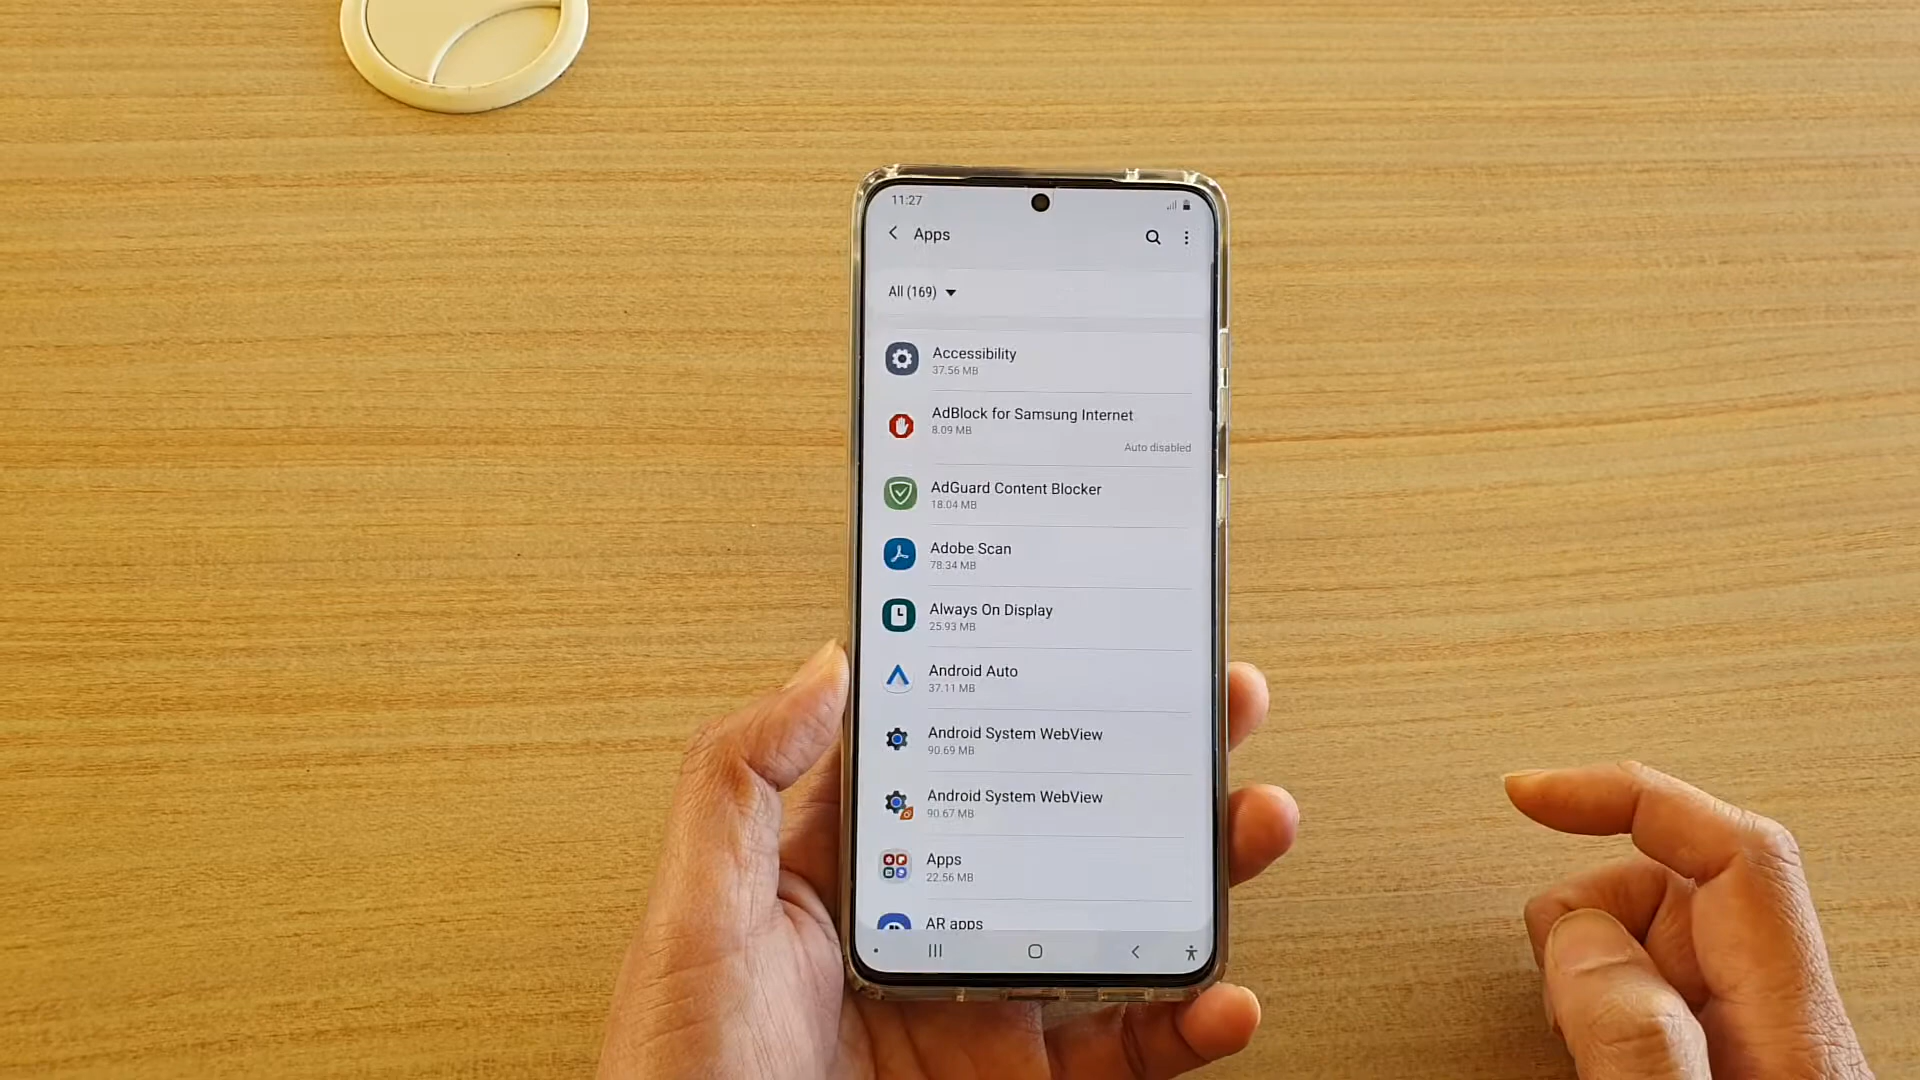 11:27
Apps
All (169)
Accessibility
37.56 MB
AdBlock for Samsung Internet
8.09 MB
Auto disabled
AdGuard Content Blocker
18.04 MB
Adobe Scan
78.34 MB
Always On Display
25.93 MB
Android Auto
37.11 MB
Android System WebView
90.69 MB
Android System WebView
90.67 MB
Apps
22.56 MB
AR apps